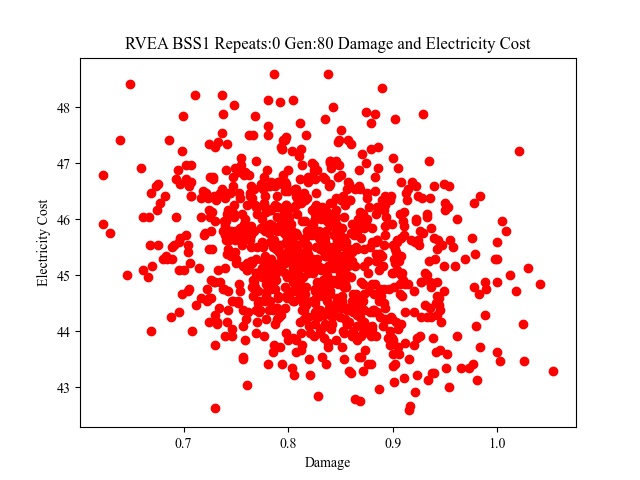 RVEA BSS1 Repeats:0 Gen:80 Damage and Electricity Cost
48
47
46
45
44
43
Electricity Cost
0.7 0.8 0.9 1.0
Damage